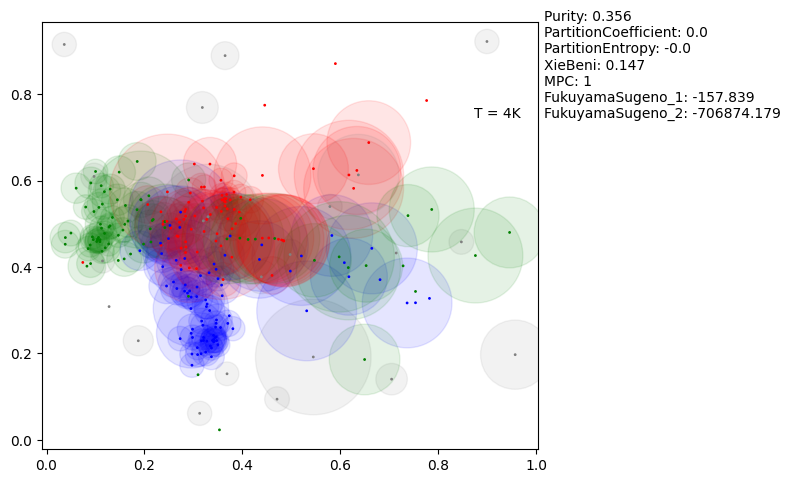 Purity: 0.356
PartitionCoefficient: 0.0
PartitionEntropy: -0.0
XieBeni: 0.147
MPC: 1
FukuyamaSugeno_1: -157.839
FukuyamaSugeno_2: -706874.179
T = 4K
0.8
0.6
0.4
0.2
0.0
0.0 0.2 0.4 0.6 0.8 1.0